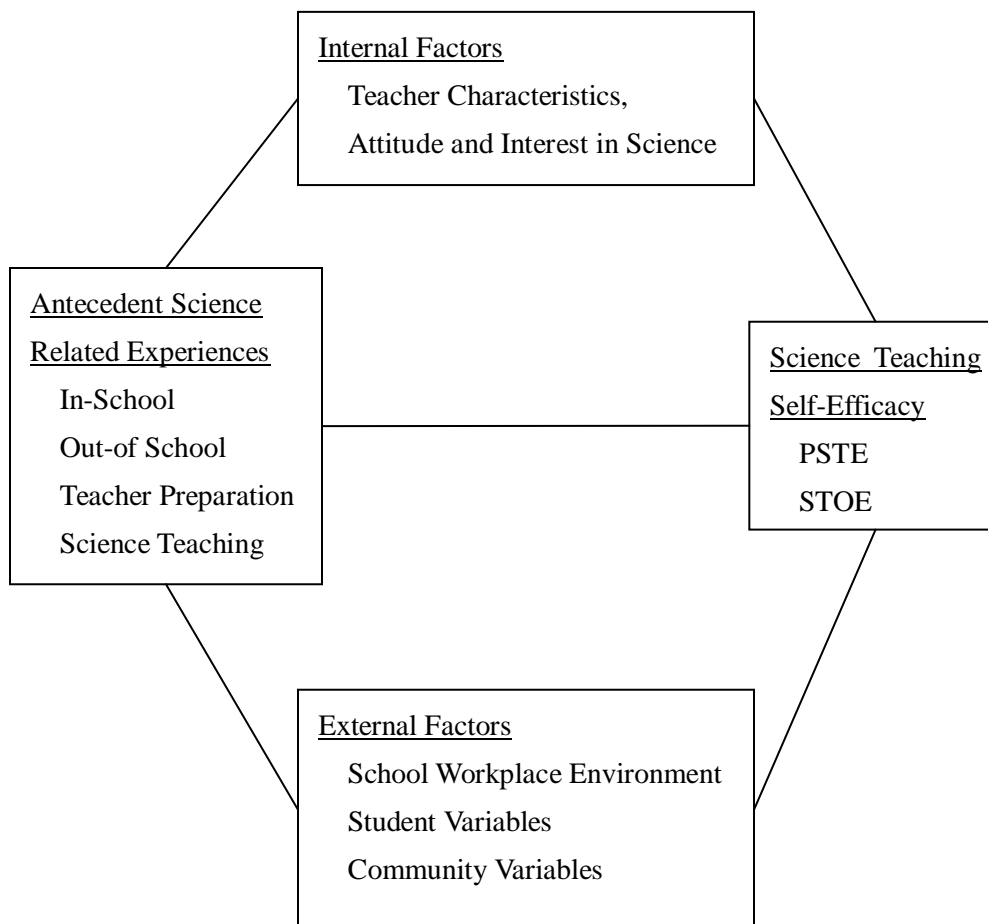 Internal Factors
Teacher Characteristics,
Attitude and Interest in Science
Antecedent Science
Related Experiences
In-School
Out-of School
Teacher Preparation
Science Teaching
Science Teaching
Self-Efficacy
PSTE
STOE
External Factors
School Workplace Environment
Student Variables
Community Variables